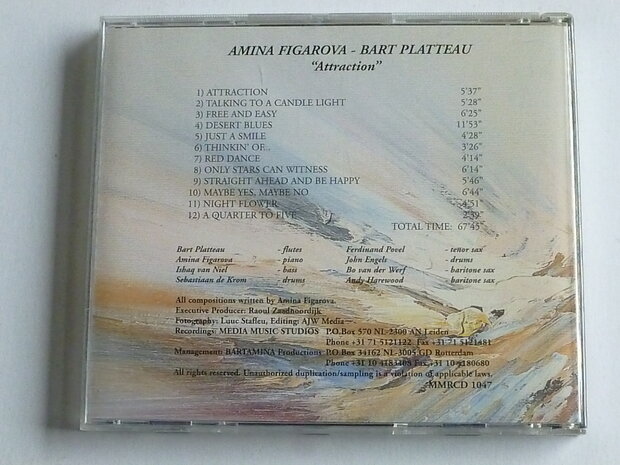 AMINA FIGAROVA - BART PLATTEAU
“Attraction”
1) ATTRACTION 5'37"
2) TALKING TO A CANDLE LIGHT 5'28"
3) FREE AND EASY 6'25"
4) DESERT BLUES 11'53"
5) JUST A SMILE 4'28"
6) THINKIN' OF... 3'26"
7) RED DANCE 4'14"
8) ONLY STARS CAN WITNESS 6'14"
9) STRAIGHT AHEAD AND BE HAPPY 5'46"
10) MAYBE YES, MAYBE NO 6'44"
11) NIGHT FLOWER 4'51"
12) A QUARTER TO FIVE 2'39"
TOTAL TIME: 67'45"
Bart Platteau - flutes Ferdinand Povel - tenor sax
Amina Figarova - piano John Engels - drums
Ishaq van Niel - bass Bo van der Werf - baritone sax
Sebastiaan de Krom - drums Andy Harewood - baritone sax
All compositions written by Amina Figarova.
Executive Producer: Raoul Zaadnoordijk
Fotography: Luuc Staffeu, Editing: AJW Media
Recordings: MEDIA MUSIC STUDIOS P.O.Box 570 NL-2300 AN Leiden
Phone +31 71 5121122 Fax +31 71 5121481
Management: BARTAMINA Productions P.O.Box 34162 NL-3005 GD Rotterdam
Phone +31 10 4183408 Fax +31 10 4180680
All rights reserved. Unauthorized duplication/sampling is a violation of applicable laws.
MMRCD 1047